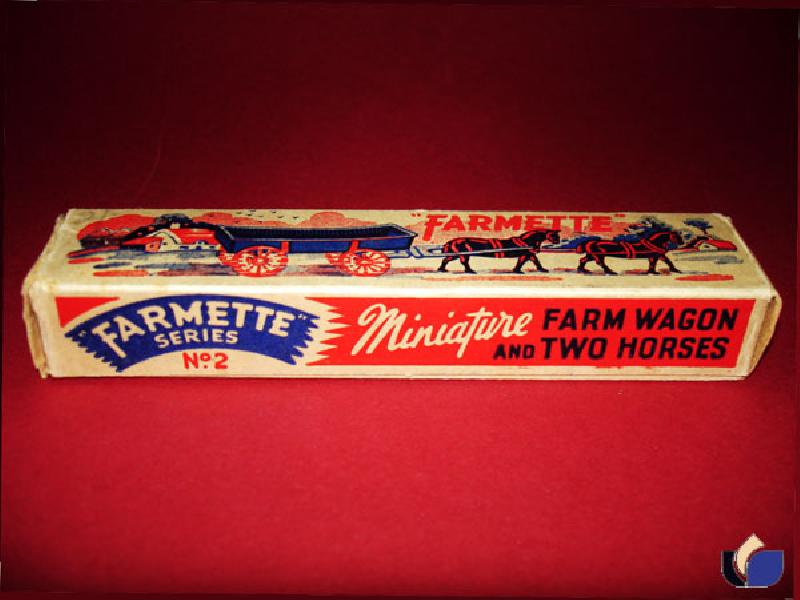 "FARMETTE"
"FARMETTE"
SERIES
Nº2
Miniature FARM WAGON
AND TWO HORSES